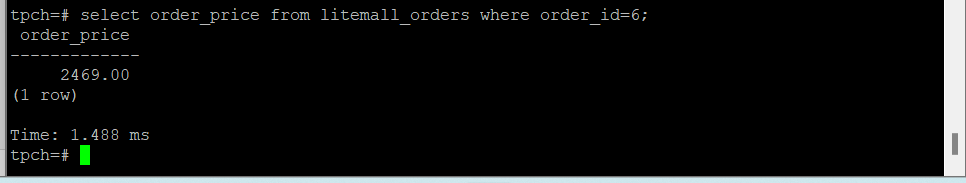 tpch=# select order_price from litemall_orders where order_id=6;
order_price
-------------
2469.00
(1 row)
Time: 1.488 ms
tpch=#